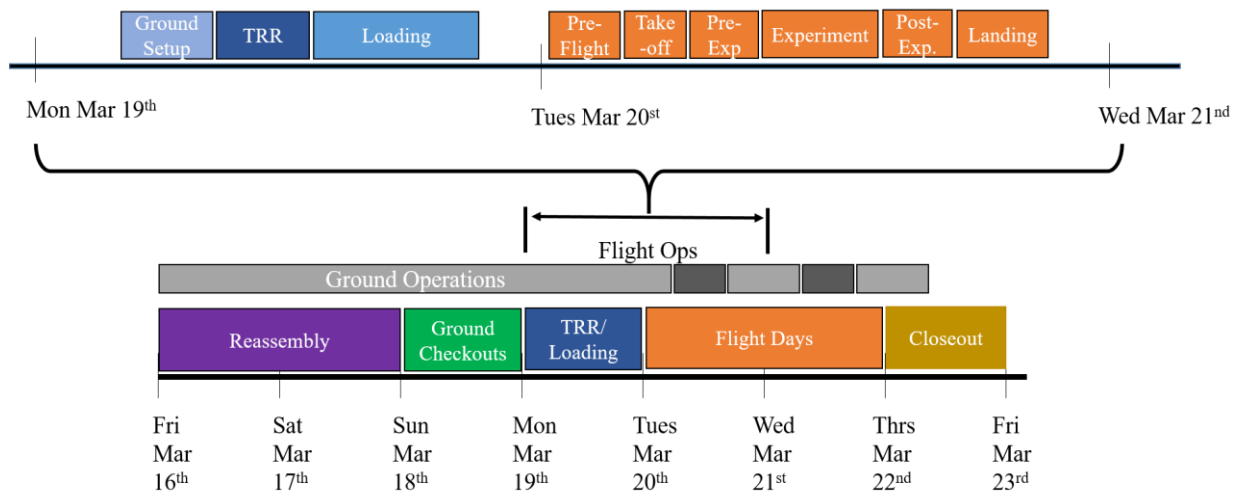 Ground Setup
TRR
Loading
Pre-Flight
Take-off
Pre-Exp
Experiment
Post-Exp.
Landing
Mon Mar 19th
Tues Mar 20st
Wed Mar 21nd
Flight Ops
Ground Operations
Reassembly
Ground Checkouts
TRR/Loading
Flight Days
Closeout
Fri Mar 16th
Sat Mar 17th
Sun Mar 18th
Mon Mar 19th
Tues Mar 20th
Wed Mar 21st
Thrs Mar 22nd
Fri Mar 23rd